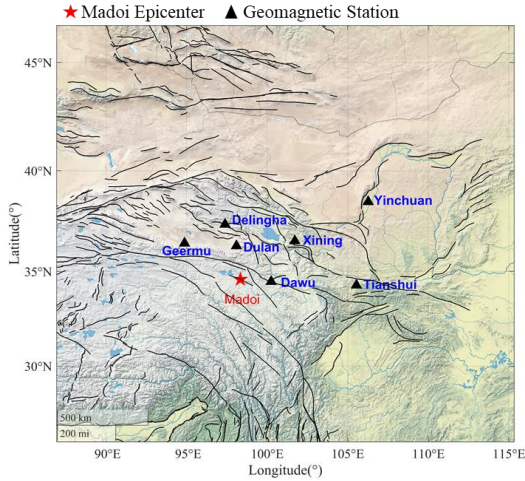 Madoi Epicenter
Geomagnetic Station
45°N
40°N
Yinchuan
Delingha
Xining
Dulan
Geermu
Latitude(°)
35°N
Dawu
Tianshui
Madoi
30°N
500 km
200 mi
90°E
95°E
100°E
105°E
110°E
115°E
Longitude(°)